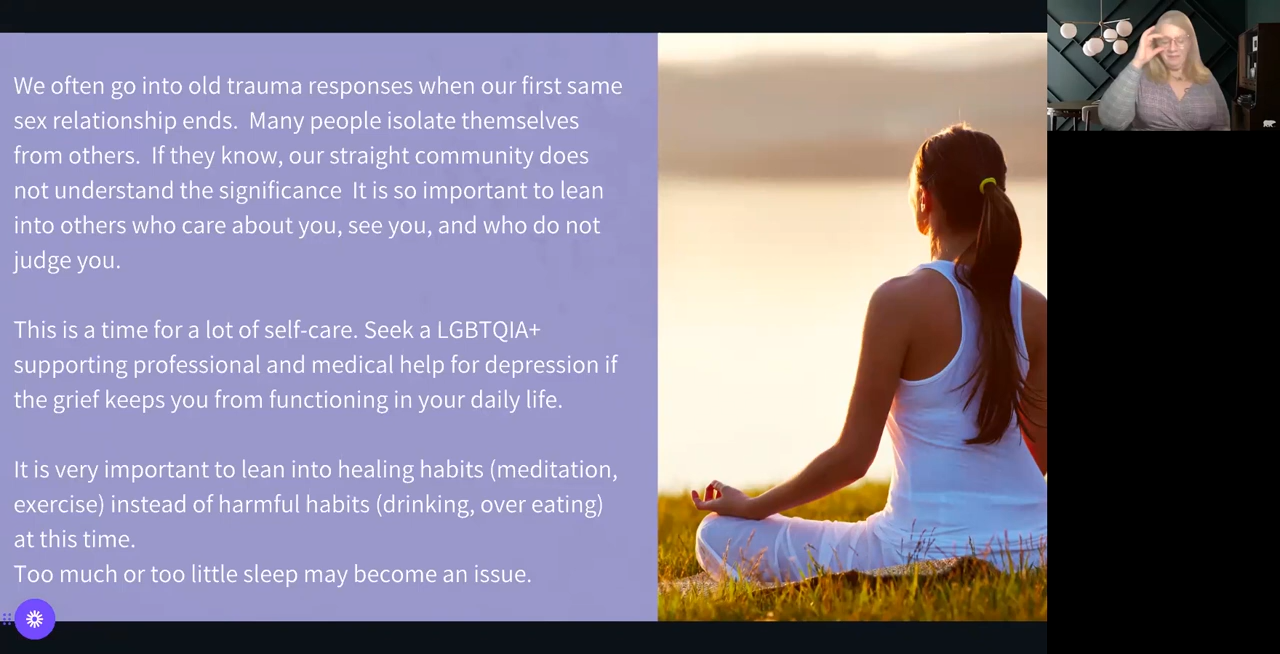 We often go into old trauma responses when our first same
sex relationship ends.  Many people isolate themselves
from others.  If they know, our straight community does
not understand the significance  It is so important to lean
into others who care about you, see you, and who do not
judge you.
This is a time for a lot of self-care. Seek a LGBTQIA+
supporting professional and medical help for depression if
the grief keeps you from functioning in your daily life.
It is very important to lean into healing habits (meditation,
exercise) instead of harmful habits (drinking, over eating)
at this time.
Too much or too little sleep may become an issue.